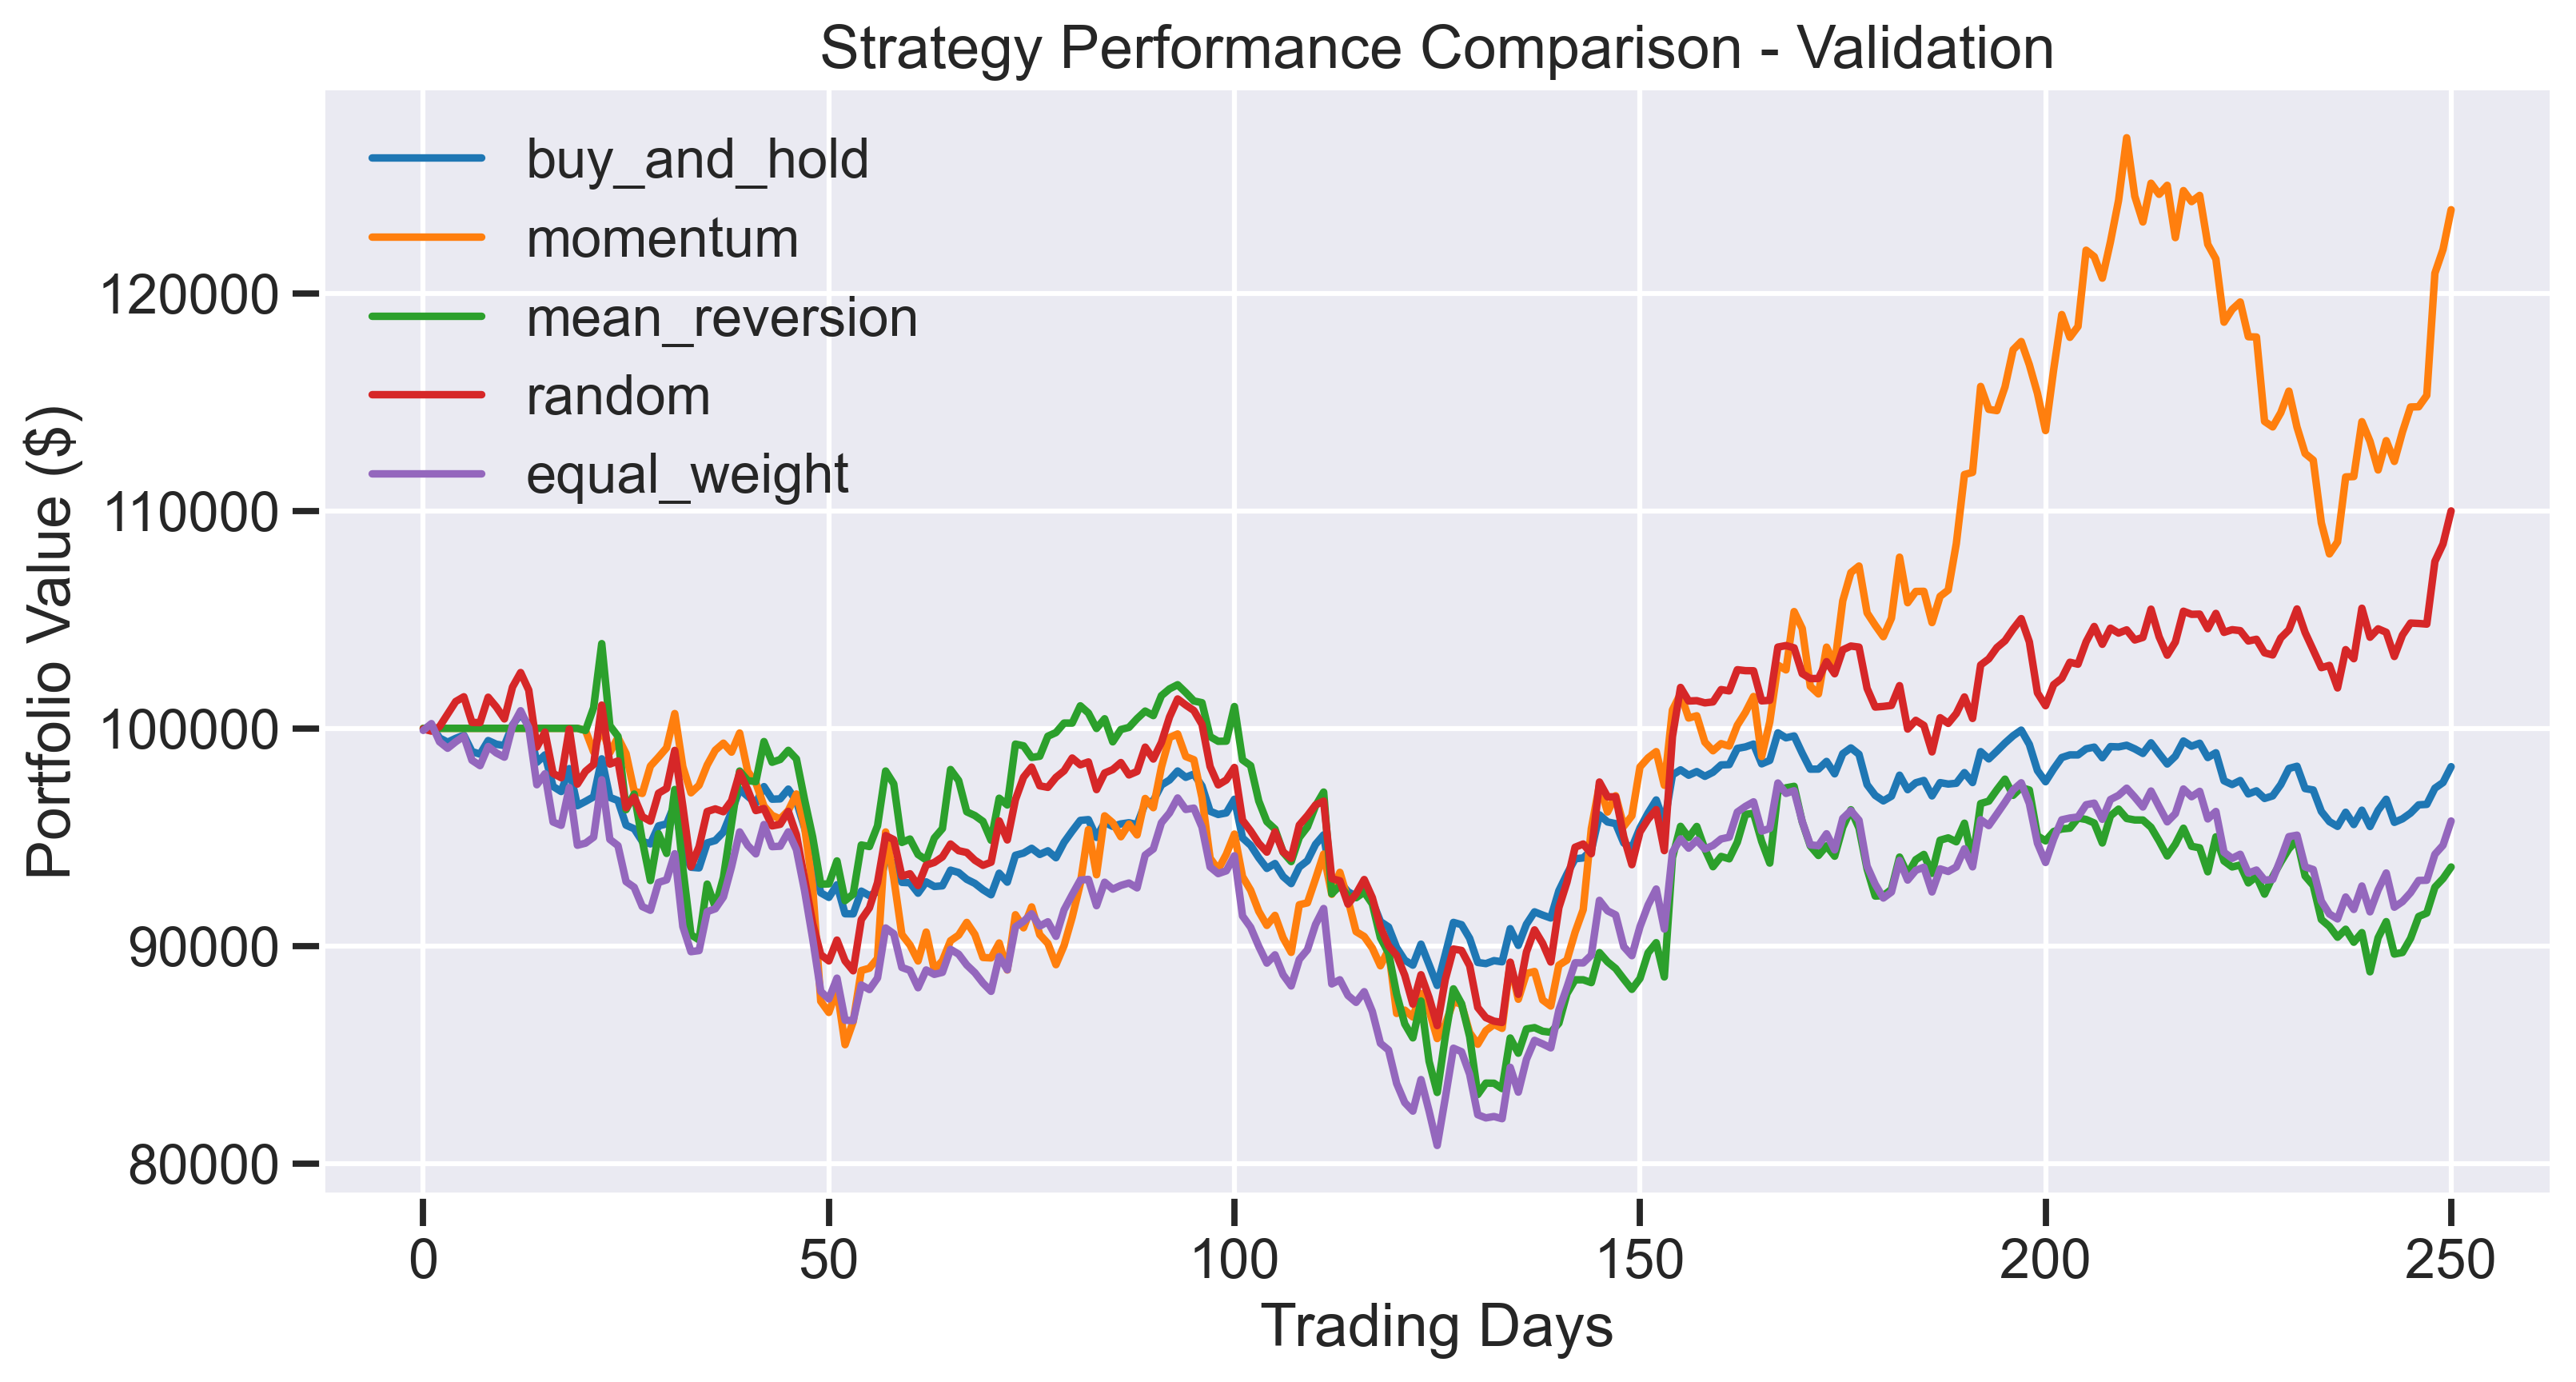 Strategy Performance Comparison - Validation
buy_and_hold
momentum
mean_reversion
random
equal_weight
Portfolio Value ($)
120000
110000
100000
90000
80000
0 50 100 150 200 250
Trading Days